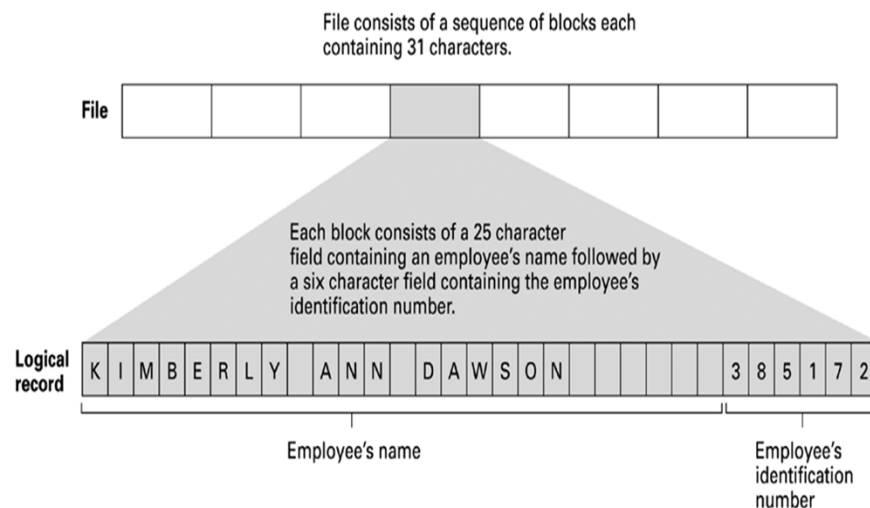 File consists of a sequence of blocks each
containing 31 characters.
File
Each block consists of a 25 character
field containing an employee's name followed by
a six character field containing the employee's
identification number.
Logical
record
K I M B E R L Y A N N D A W S O N 3 8 5 1 7 2
Employee's name
Employee's
identification
number